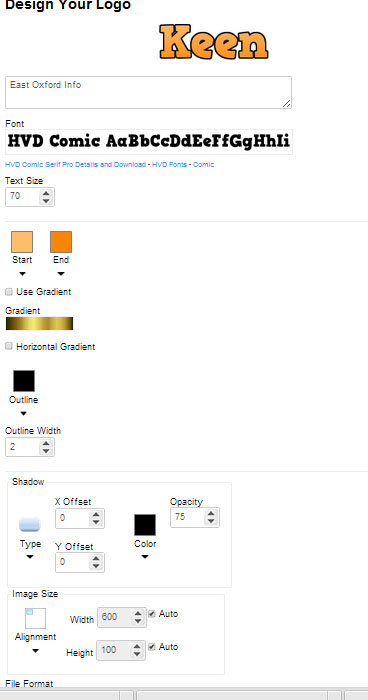 Design Your Logo
Keen
East Oxford Info
Font
HVD Comic AaBbCcDdEeFfGgHhIi
HVD Comic Serif Pro Details and Download - HVD Fonts - Comic
Text Size
70
Start End
Use Gradient
Gradient
Horizontal Gradient
Outline
Outline Width
2
Shadow
X Offset Opacity
0 75
Type Y Offset Color
0
Image Size
Width 600 Auto
Alignment
Height 100 Auto
File Format